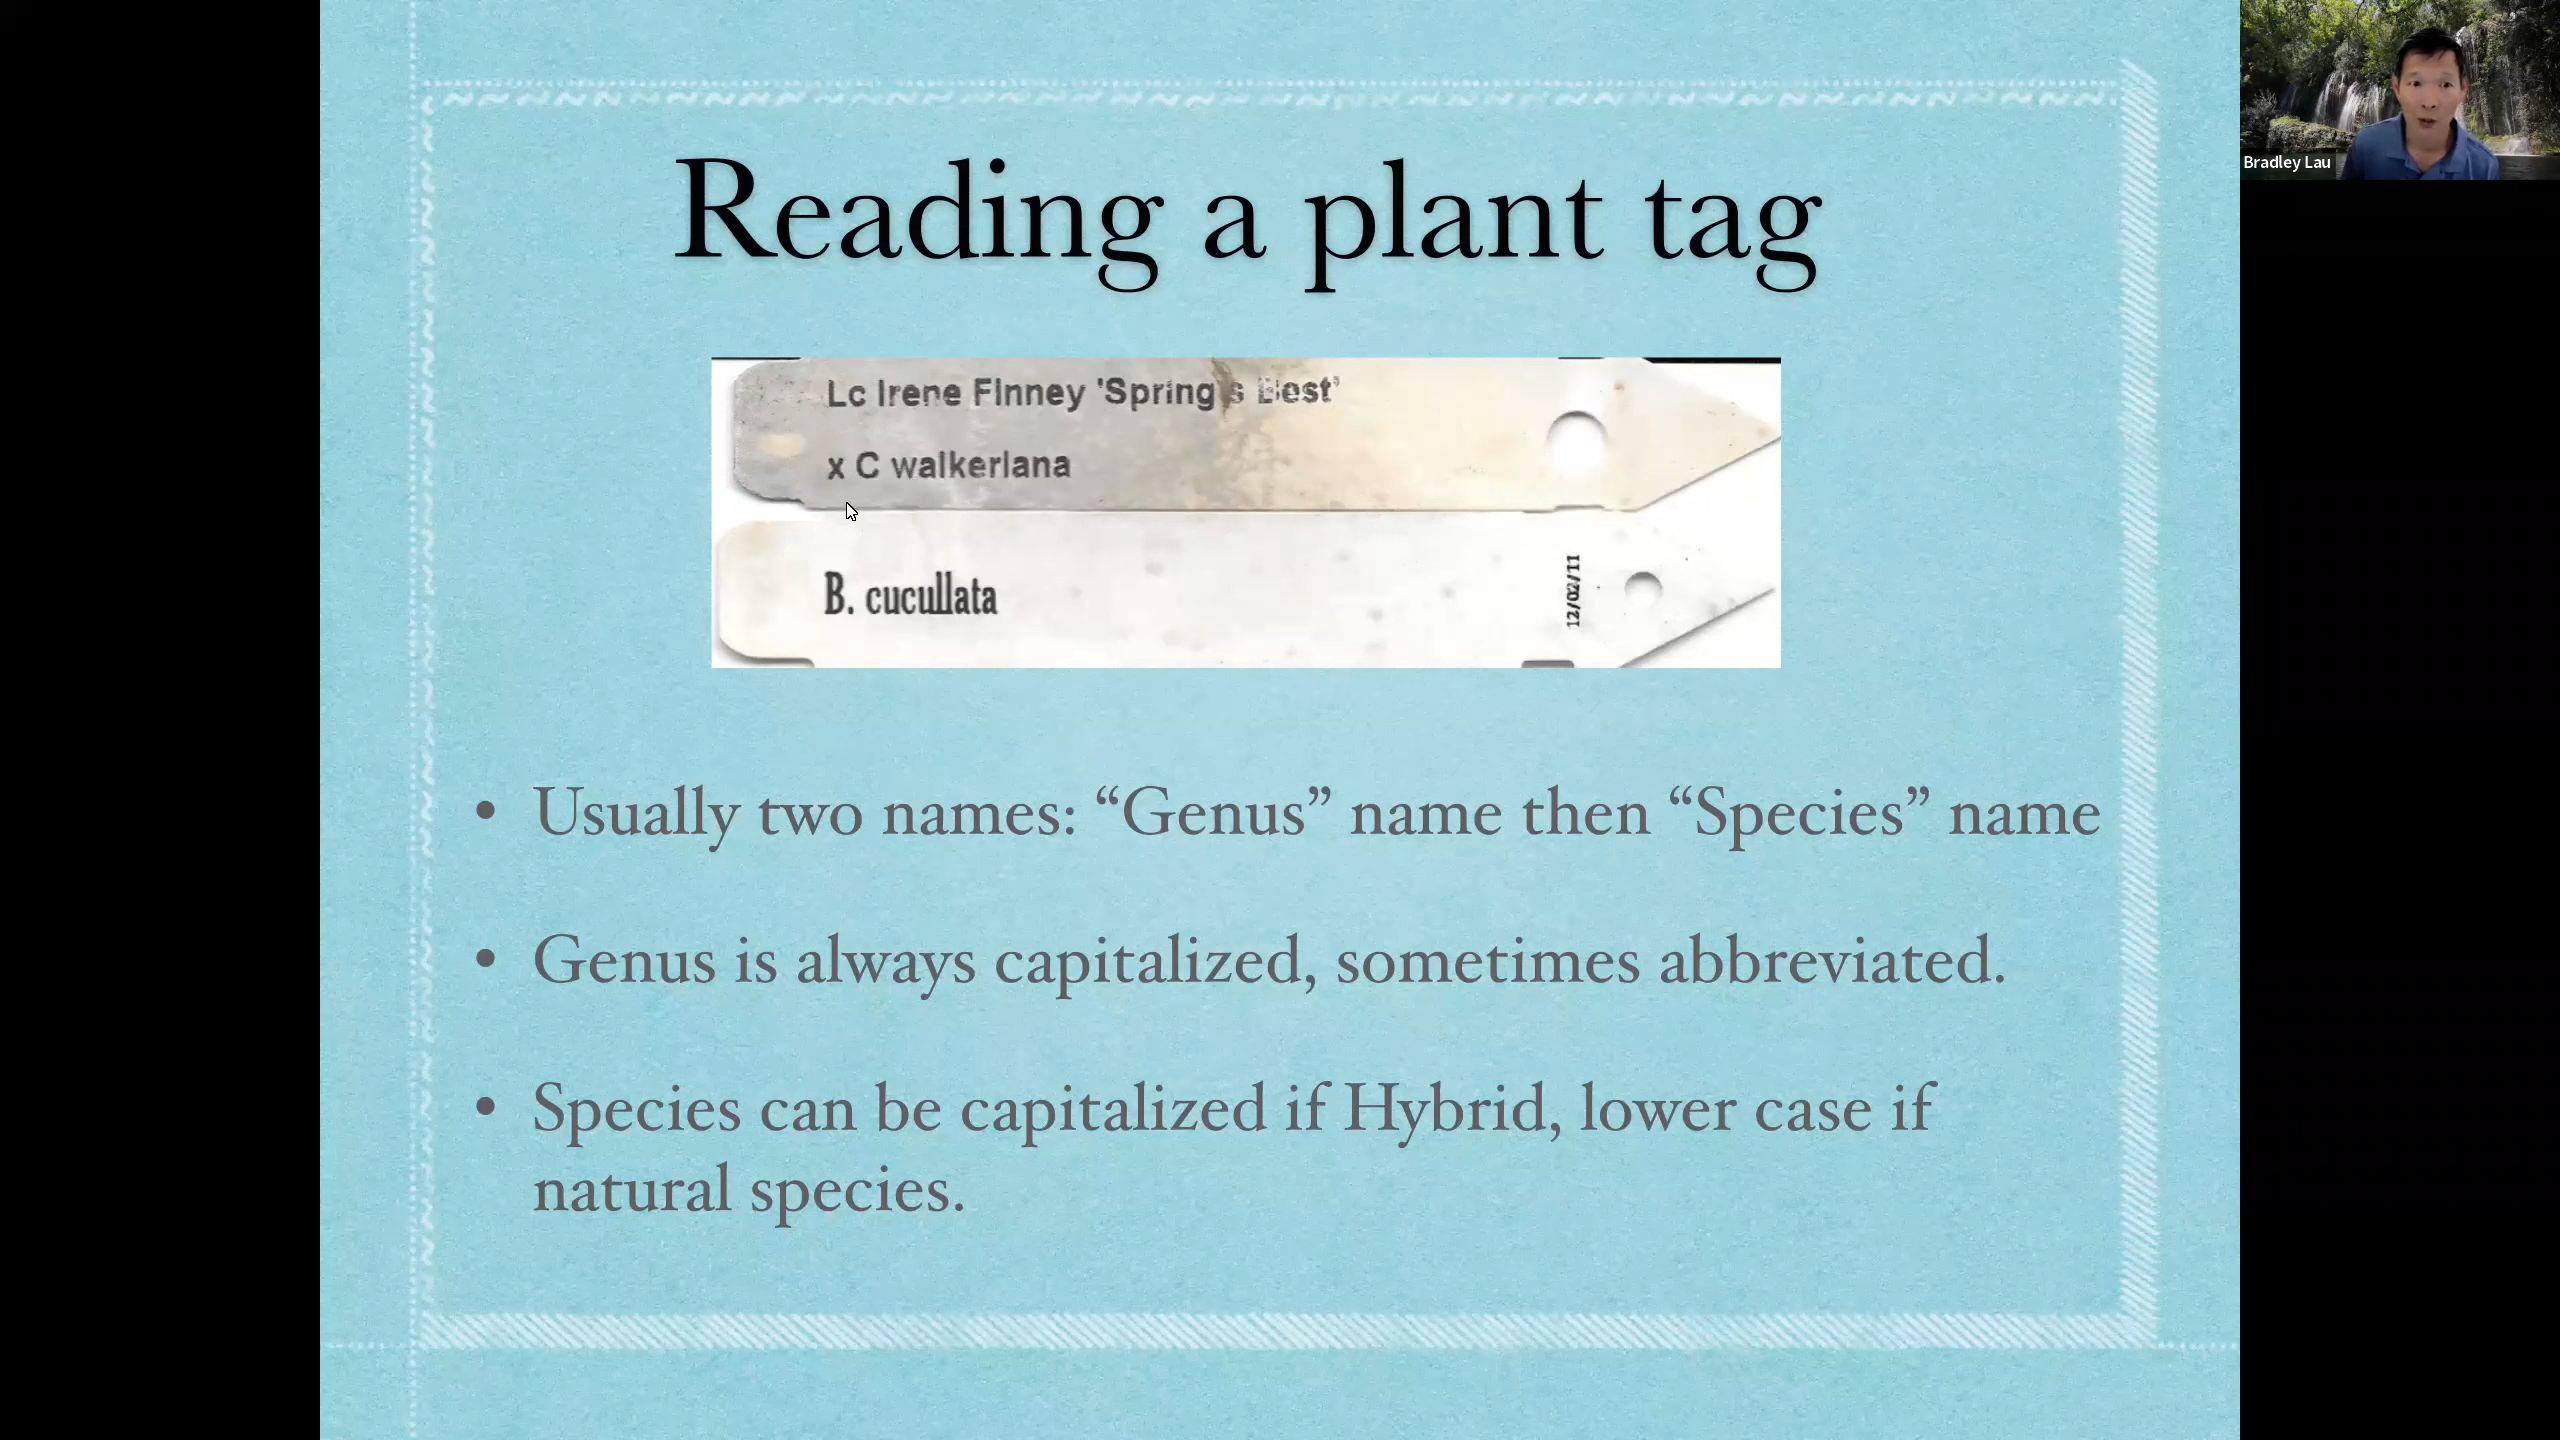 Reading a plant tag
Lc Irene Finney 'Spring's Best'
x C walkeriana
B. cucullata
12/02/11
• Usually two names: “Genus” name then “Species” name
• Genus is always capitalized, sometimes abbreviated.
• Species can be capitalized if Hybrid, lower case if
natural species.
Bradley Lau